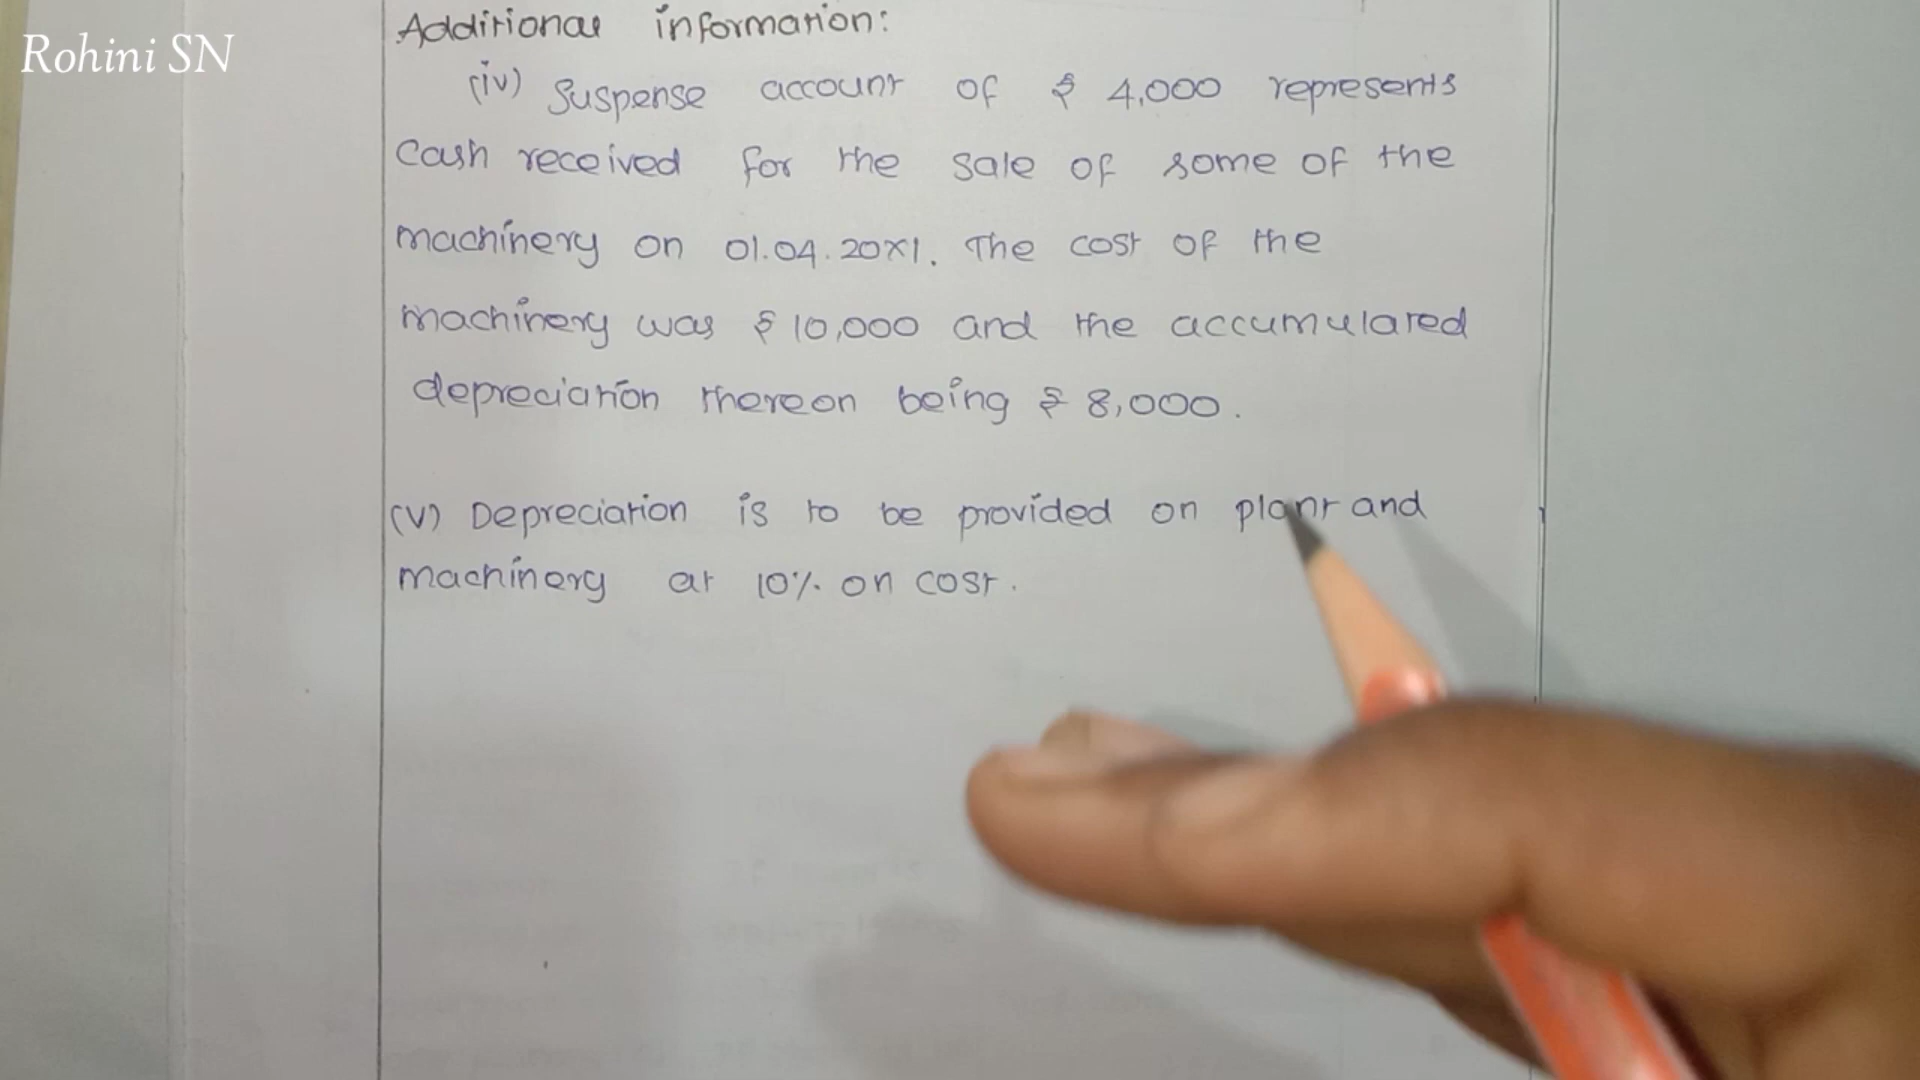 Rohini SN
Additional information:
(iv) Suspense account of ₹ 4,000 represents
cash received for the sale of some of the
machinery on 01.04.20X1. The cost of the
machinery was ₹ 10,000 and the accumulated
depreciation thereon being ₹ 8,000.
(v) Depreciation is to be provided on plant and
machinery at 10% on cost.